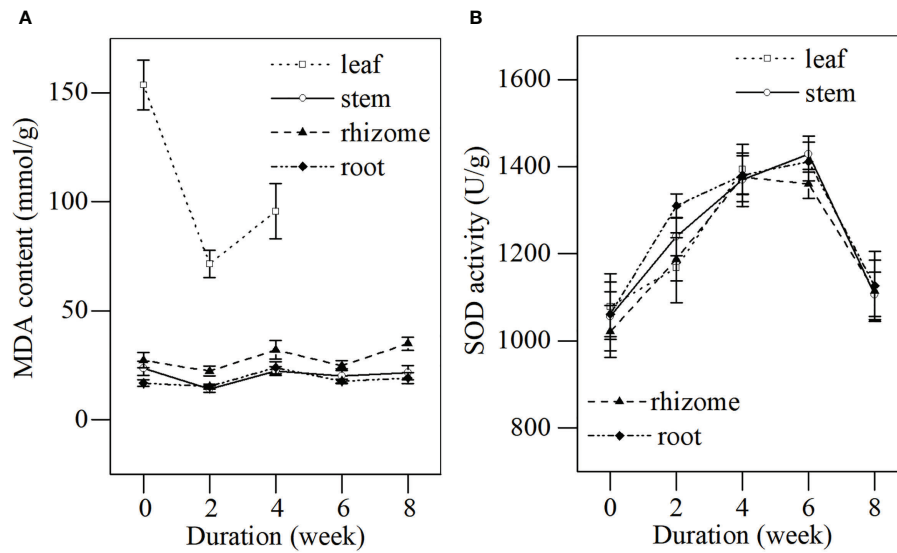 A
MDA content (mmol/g)
150
100
50
0
leaf
stem
rhizome
root
0 2 4 6 8
Duration (week)
B
SOD activity (U/g)
1600
1400
1200
1000
800
leaf
stem
rhizome
root
0 2 4 6 8
Duration (week)